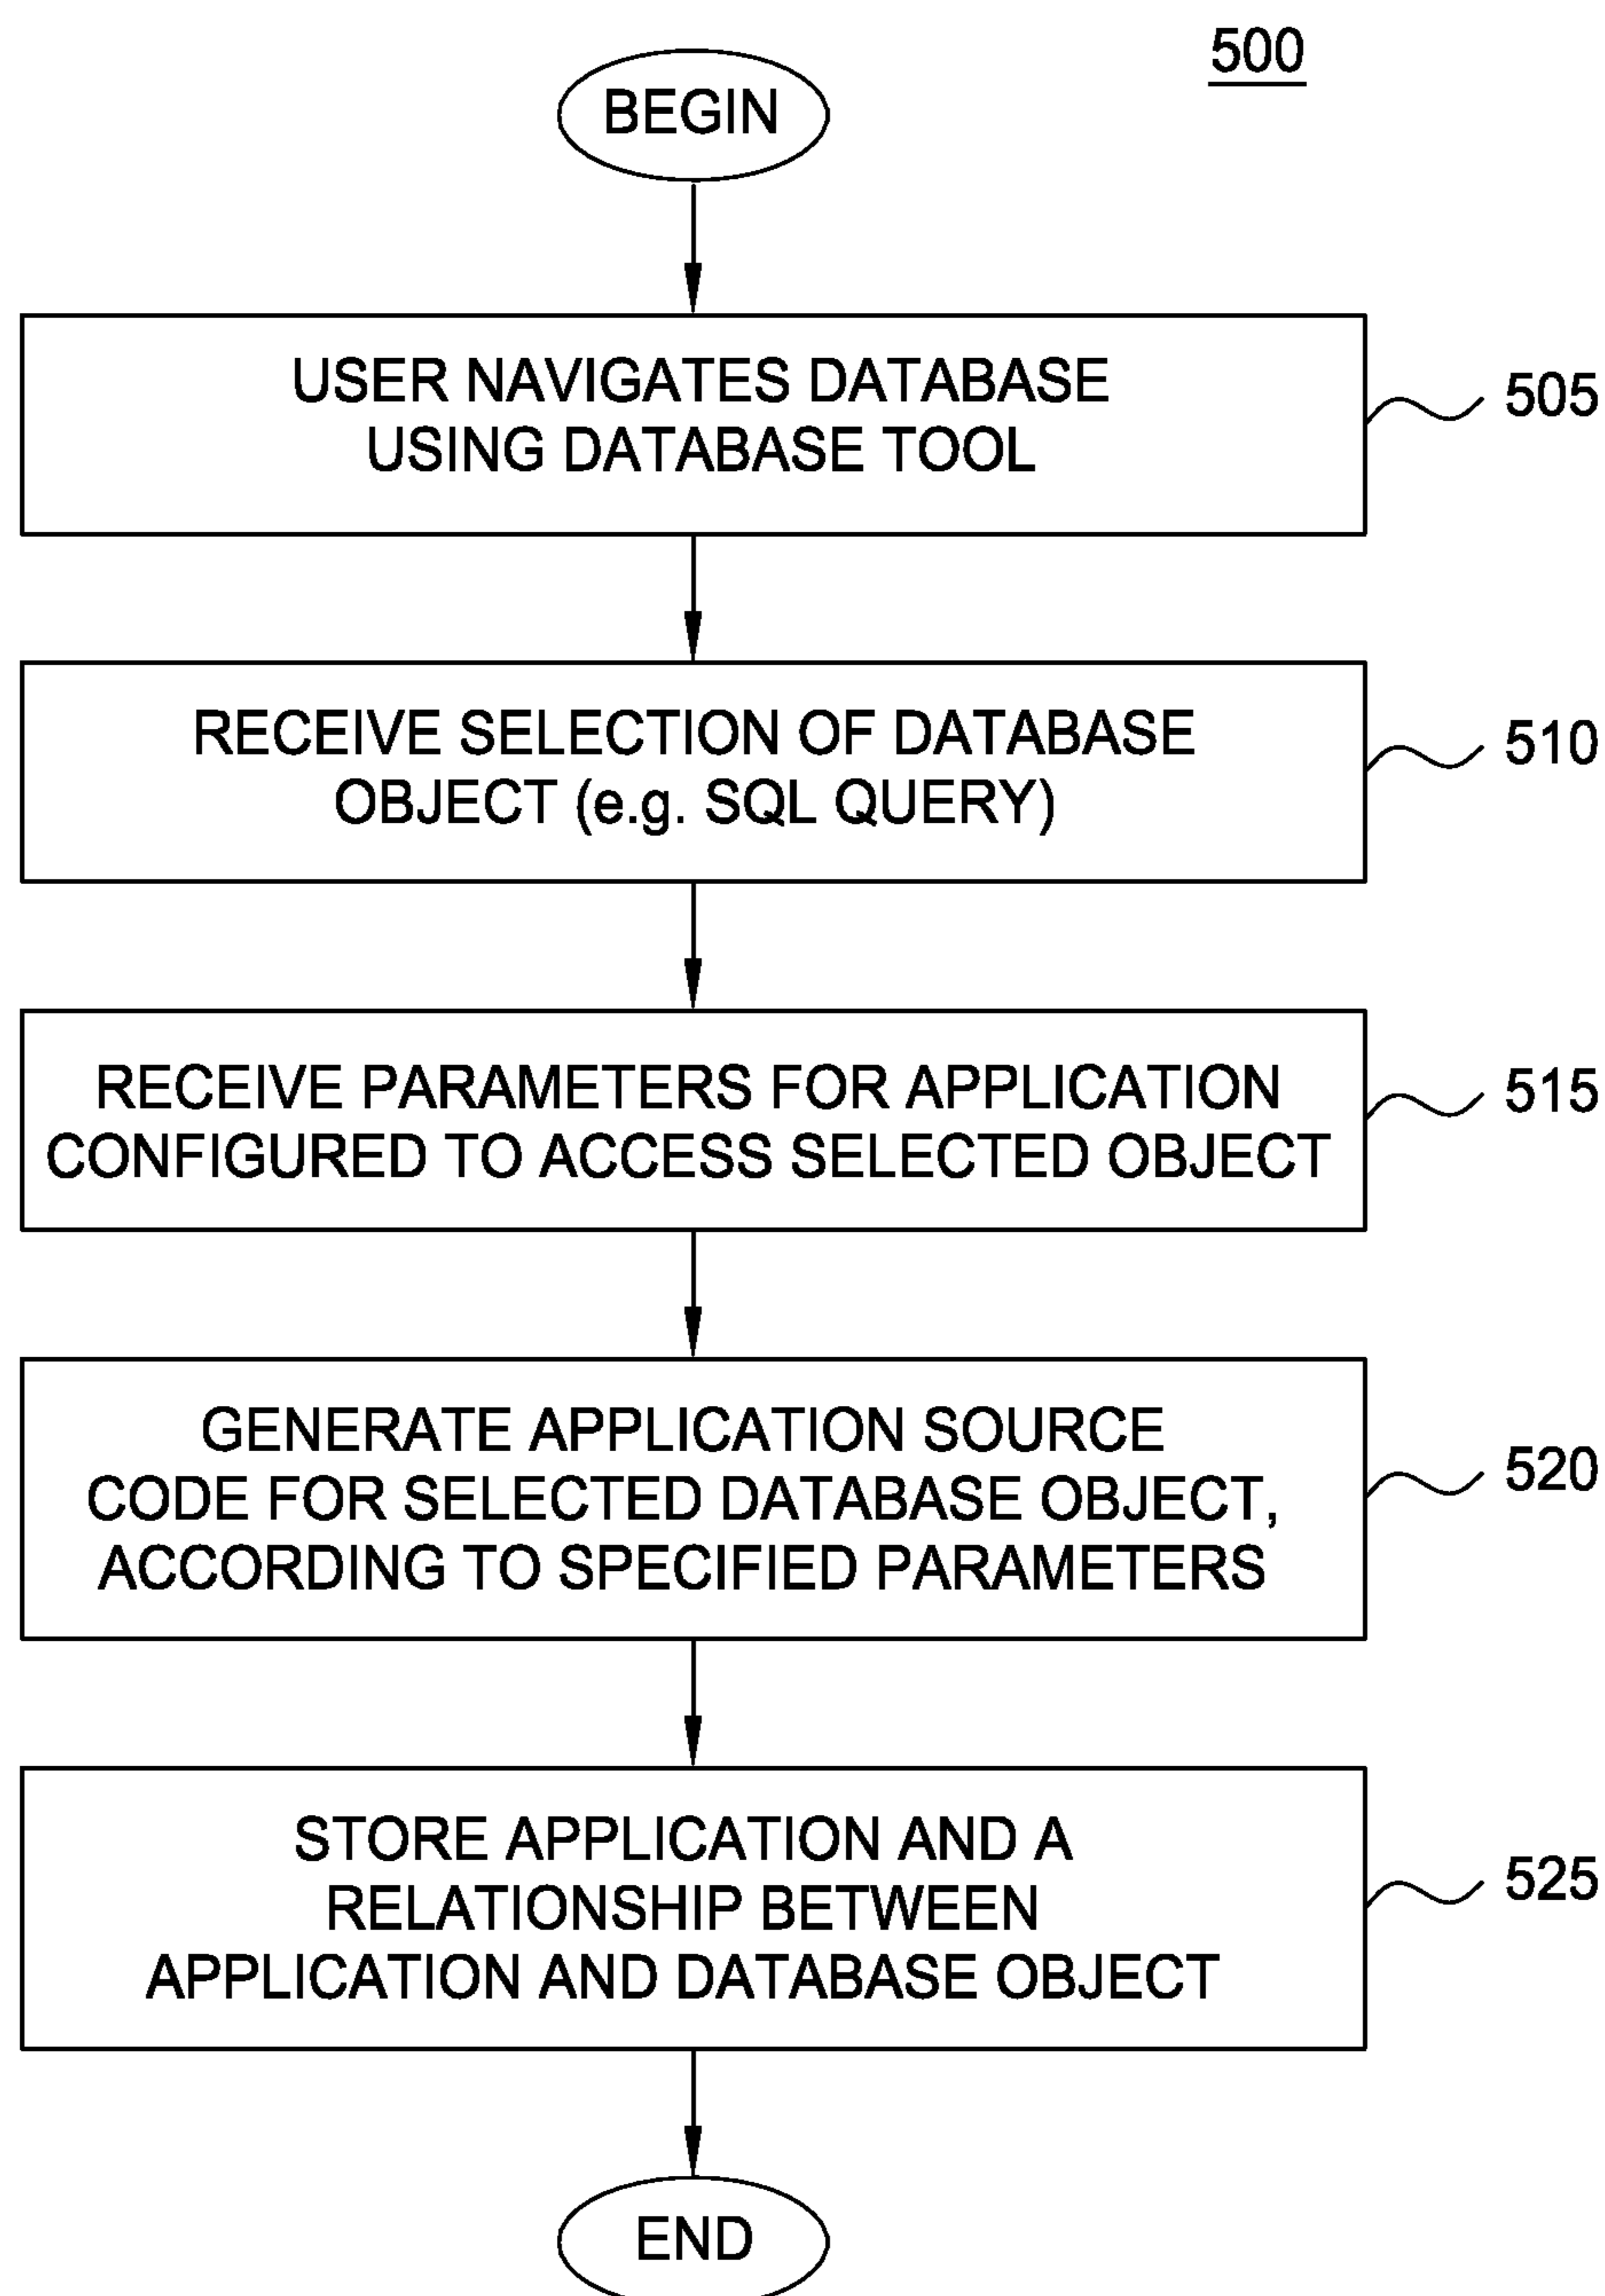 500
BEGIN
USER NAVIGATES DATABASE
USING DATABASE TOOL
505
RECEIVE SELECTION OF DATABASE
OBJECT (e.g. SQL QUERY)
510
RECEIVE PARAMETERS FOR APPLICATION
CONFIGURED TO ACCESS SELECTED OBJECT
515
GENERATE APPLICATION SOURCE
CODE FOR SELECTED DATABASE OBJECT,
ACCORDING TO SPECIFIED PARAMETERS
520
STORE APPLICATION AND A
RELATIONSHIP BETWEEN
APPLICATION AND DATABASE OBJECT
525
END